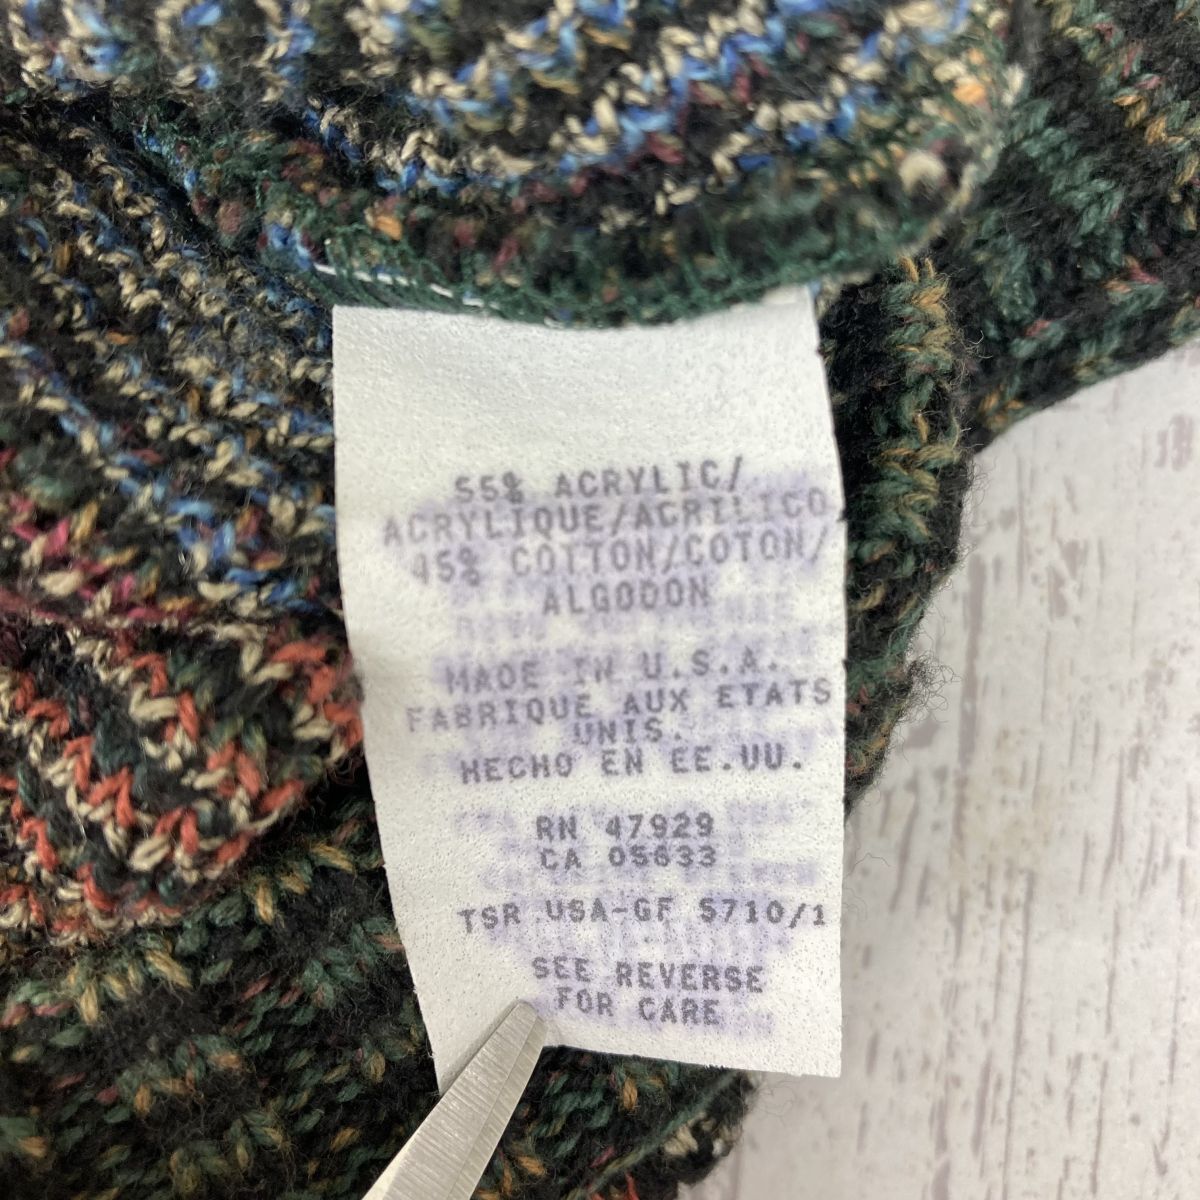 55% ACRYLIC/
ACRYLIQUE/ACRILICO
45% COTTON/COTON/
ALGODON
MADE IN U.S.A.
FABRIQUE AUX ETATS
UNIS.
HECHO EN EE.UU.
RN 47929
CA 05633
TSR USA-GF 5710/1
SEE REVERSE
FOR CARE